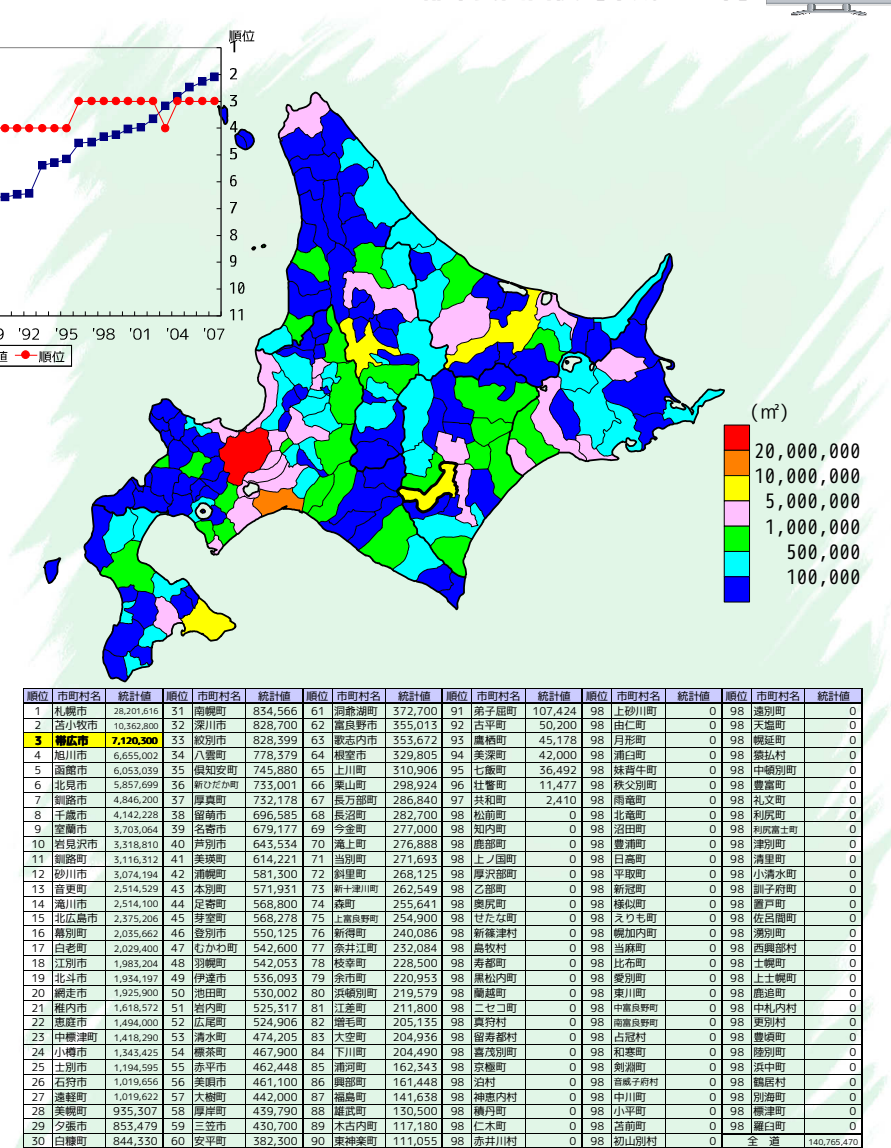 順位
1
2
3
4
5
6
7
8
9
10
11
9 '92 '95 '98 '01 '04 '07
値 順位
(㎡)
20,000,000
10,000,000
5,000,000
1,000,000
500,000
100,000
順位 市町村名 統計値 順位 市町村名 統計値 順位 市町村名 統計値 順位 市町村名 統計値 順位 市町村名 統計値 順位 市町村名 統計値
1 札幌市 28,201,616 31 南幌町 834,566 61 洞爺湖町 372,700 91 弟子屈町 107,424 98 上砂川町 0 98 遠別町 0
2 苫小牧市 10,362,800 32 深川市 828,700 62 富良野市 355,013 92 古平町 50,200 98 由仁町 0 98 天塩町 0
3 帯広市 7,120,300 33 紋別市 828,399 63 歌志内市 353,672 93 鷹栖町 45,178 98 月形町 0 98 幌延町 0
4 旭川市 6,655,002 34 八雲町 778,379 64 根室市 329,805 94 美深町 42,000 98 浦臼町 0 98 猿払村 0
5 函館市 6,053,039 35 倶知安町 745,880 65 上川町 310,906 95 七飯町 36,492 98 妹背牛町 0 98 中頓別町 0
6 北見市 5,857,699 36 新ひだか町 733,001 66 栗山町 298,924 96 壮瞥町 11,477 98 秩父別町 0 98 豊富町 0
7 釧路市 4,846,200 37 厚真町 732,178 67 長万部町 286,840 97 共和町 2,410 98 雨竜町 0 98 礼文町 0
8 千歳市 4,142,228 38 留萌市 696,585 68 長沼町 282,700 98 松前町 0 98 北竜町 0 98 利尻町 0
9 室蘭市 3,703,064 39 名寄市 679,177 69 今金町 277,000 98 知内町 0 98 沼田町 0 98 利尻富士町 0
10 岩見沢市 3,318,810 40 芦別市 643,534 70 滝上町 276,888 98 鹿部町 0 98 豊浦町 0 98 津別町 0
11 釧路町 3,116,312 41 美瑛町 614,221 71 当別町 271,693 98 上ノ国町 0 98 日高町 0 98 清里町 0
12 砂川市 3,074,194 42 浦幌町 581,300 72 斜里町 268,125 98 厚沢部町 0 98 平取町 0 98 小清水町 0
13 音更町 2,514,529 43 本別町 571,931 73 新十津川町 262,549 98 乙部町 0 98 新冠町 0 98 訓子府町 0
14 滝川市 2,514,100 44 足寄町 568,800 74 森町 255,641 98 奥尻町 0 98 様似町 0 98 置戸町 0
15 北広島市 2,375,206 45 芽室町 568,278 75 上富良野町 254,900 98 せたな町 0 98 えりも町 0 98 佐呂間町 0
16 幕別町 2,035,662 46 登別市 550,125 76 新得町 240,086 98 新篠津村 0 98 幌加内町 0 98 湧別町 0
17 白老町 2,029,400 47 むかわ町 542,600 77 奈井江町 232,084 98 島牧村 0 98 当麻町 0 98 西興部村 0
18 江別市 1,983,204 48 羽幌町 542,053 78 枝幸町 228,500 98 寿都町 0 98 比布町 0 98 士幌町 0
19 北斗市 1,934,197 49 伊達市 536,093 79 余市町 220,953 98 黒松内町 0 98 愛別町 0 98 上士幌町 0
20 網走市 1,925,900 50 池田町 530,002 80 浜頓別町 219,579 98 蘭越町 0 98 東川町 0 98 鹿追町 0
21 稚内市 1,618,572 51 岩内町 525,317 81 江差町 211,800 98 ニセコ町 0 98 中富良野町 0 98 中札内村 0
22 恵庭市 1,494,000 52 広尾町 524,906 82 増毛町 205,135 98 真狩村 0 98 南富良野町 0 98 更別村 0
23 中標津町 1,418,290 53 清水町 474,205 83 大空町 204,936 98 留寿都村 0 98 占冠村 0 98 豊頃町 0
24 小樽市 1,343,425 54 標茶町 467,900 84 下川町 204,490 98 喜茂別町 0 98 和寒町 0 98 陸別町 0
25 士別市 1,194,595 55 赤平市 462,448 85 浦河町 162,343 98 京極町 0 98 剣淵町 0 98 浜中町 0
26 石狩市 1,019,656 56 美唄市 461,100 86 興部町 161,448 98 泊村 0 98 音威子府村 0 98 鶴居村 0
27 遠軽町 1,019,622 57 大樹町 442,000 87 福島町 141,638 98 神恵内村 0 98 中川町 0 98 別海町 0
28 美幌町 935,307 58 厚岸町 439,790 88 雄武町 130,500 98 積丹町 0 98 小平町 0 98 標津町 0
29 夕張市 853,479 59 三笠市 430,700 89 木古内町 117,180 98 仁木町 0 98 苫前町 0 98 羅臼町 0
30 白糠町 844,330 60 安平町 382,300 90 東神楽町 111,055 98 赤井川村 0 98 初山別村 0 全 道 140,765,470